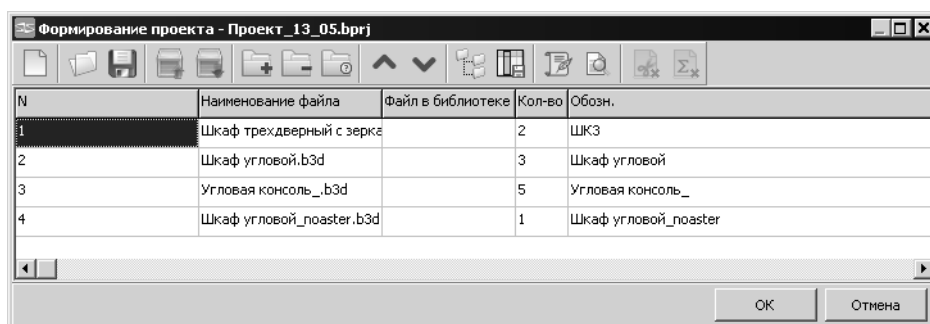 Формирование проекта - Проект_13_05.bprj
N Наименование файла Файл в библиотеке Кол-во Обозн.
1 Шкаф трехдверный с зерка 2 ШКЗ
2 Шкаф угловой.b3d 3 Шкаф угловой
3 Угловая консоль_.b3d 5 Угловая консоль_
4 Шкаф угловой_noaster.b3d 1 Шкаф угловой_noaster
ОК Отмена